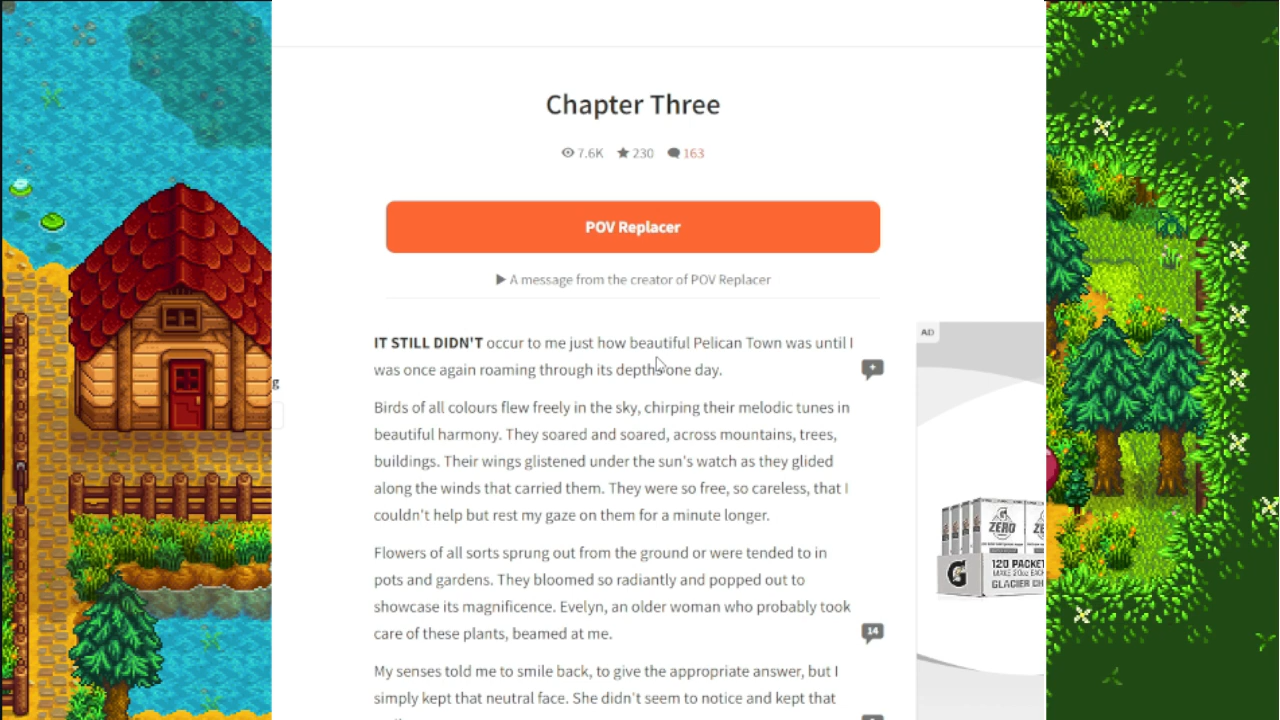 Chapter Three
7.6K 230 163
POV Replacer
▶ A message from the creator of POV Replacer
IT STILL DIDN'T occur to me just how beautiful Pelican Town was until I
was once again roaming through its depths one day.
+
AD
Birds of all colours flew freely in the sky, chirping their melodic tunes in
beautiful harmony. They soared and soared, across mountains, trees,
buildings. Their wings glistened under the sun's watch as they glided
along the winds that carried them. They were so free, so careless, that I
couldn't help but rest my gaze on them for a minute longer.
Flowers of all sorts sprung out from the ground or were tended to in
pots and gardens. They bloomed so radiantly and popped out to
showcase its magnificence. Evelyn, an older woman who probably took
care of these plants, beamed at me.
14
My senses told me to smile back, to give the appropriate answer, but I
simply kept that neutral face. She didn't seem to notice and kept that
g
G
ZERO
G
120 PACKET
GLACIER CH